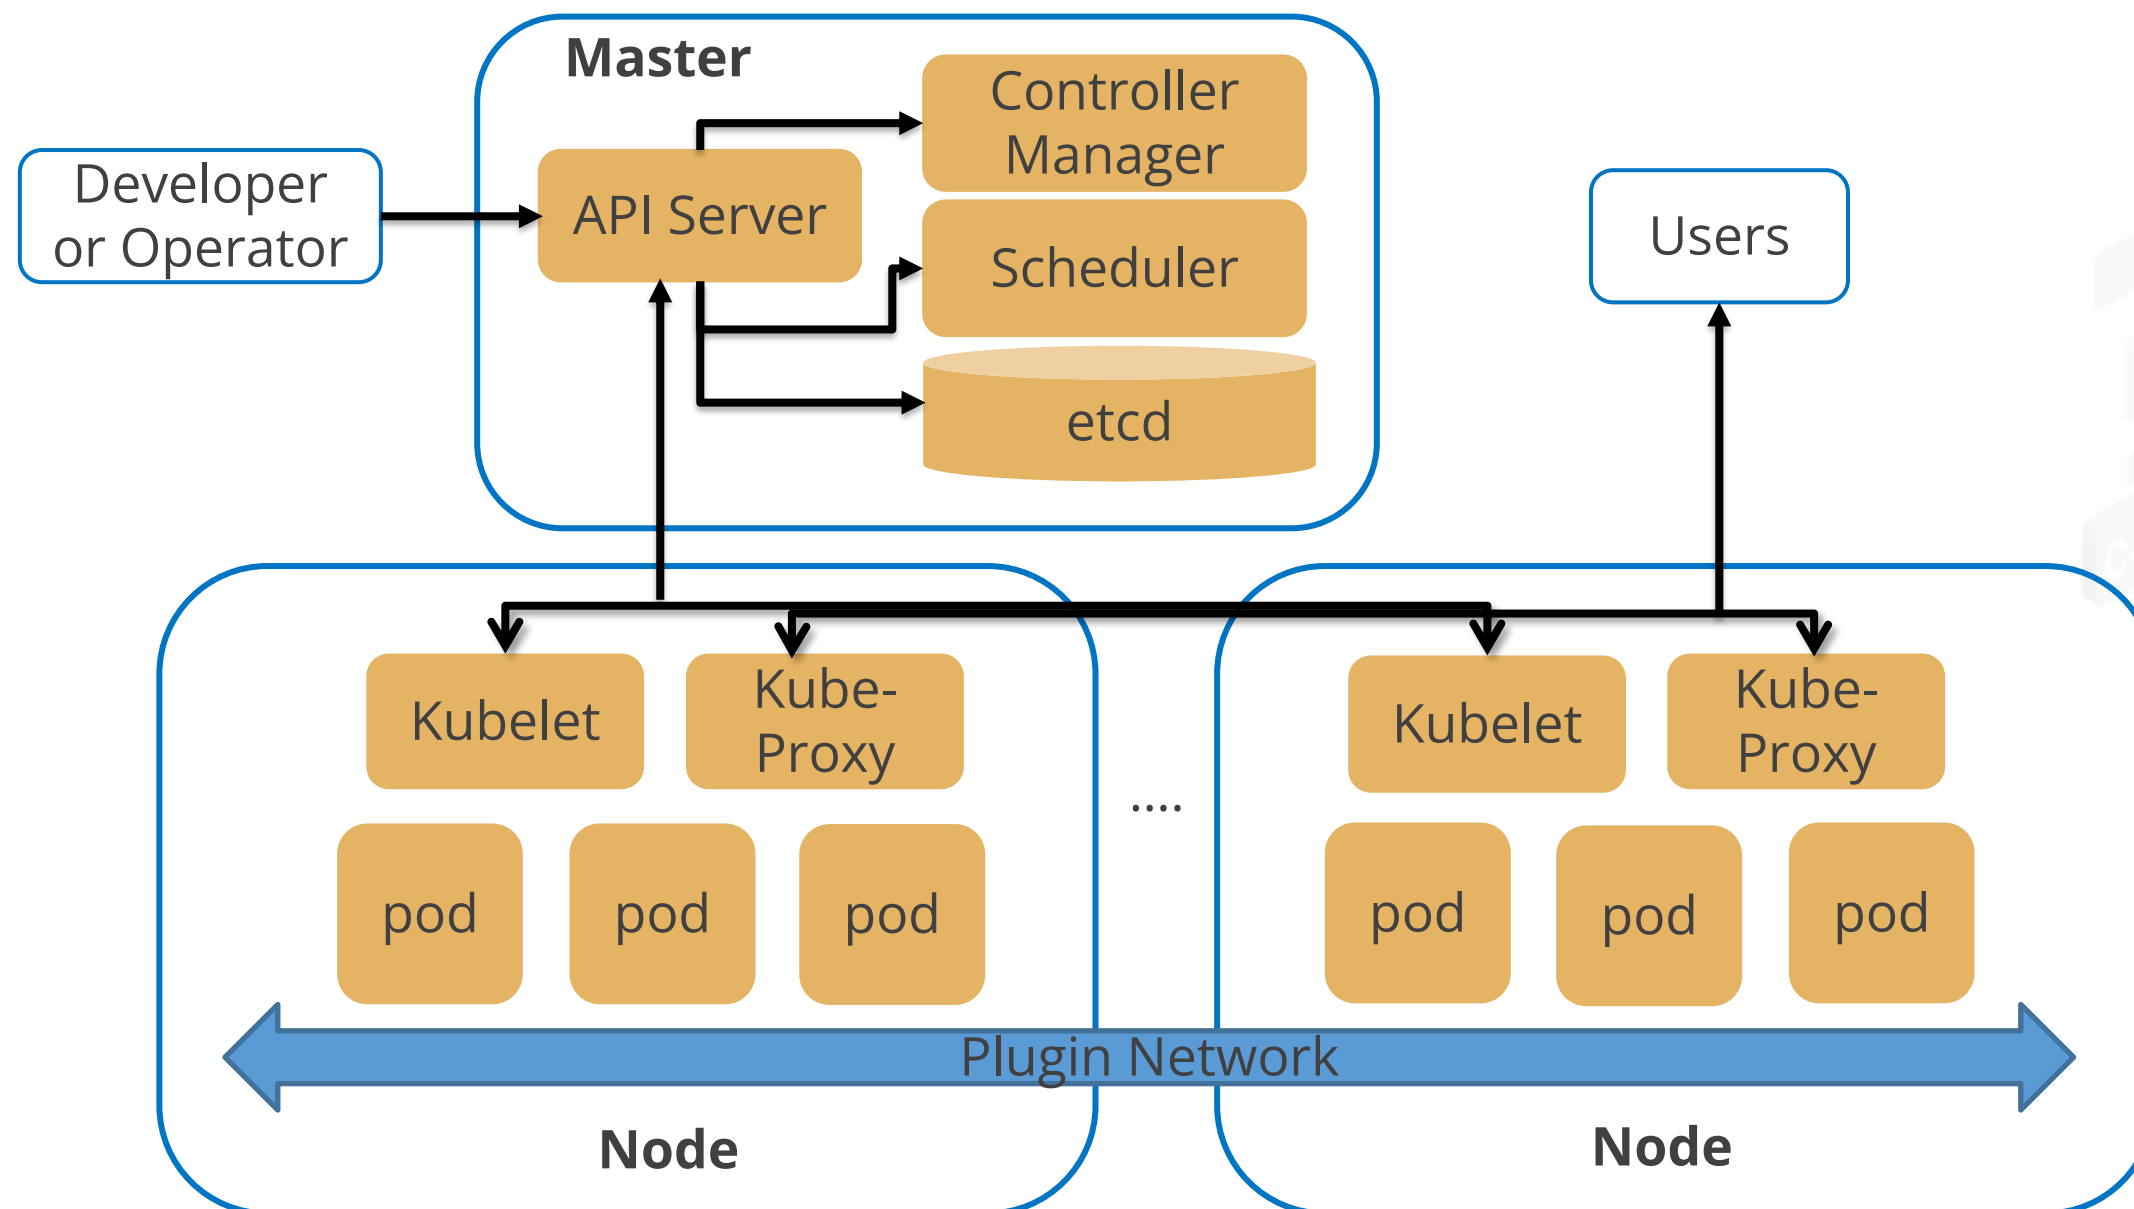 Master
Controller
Manager
Developer
or Operator
API Server
Scheduler
Users
etcd
Kubelet
Kube-
Proxy
Kubelet
Kube-
Proxy
....
pod
pod
pod
pod
pod
pod
Plugin Network
Node
Node